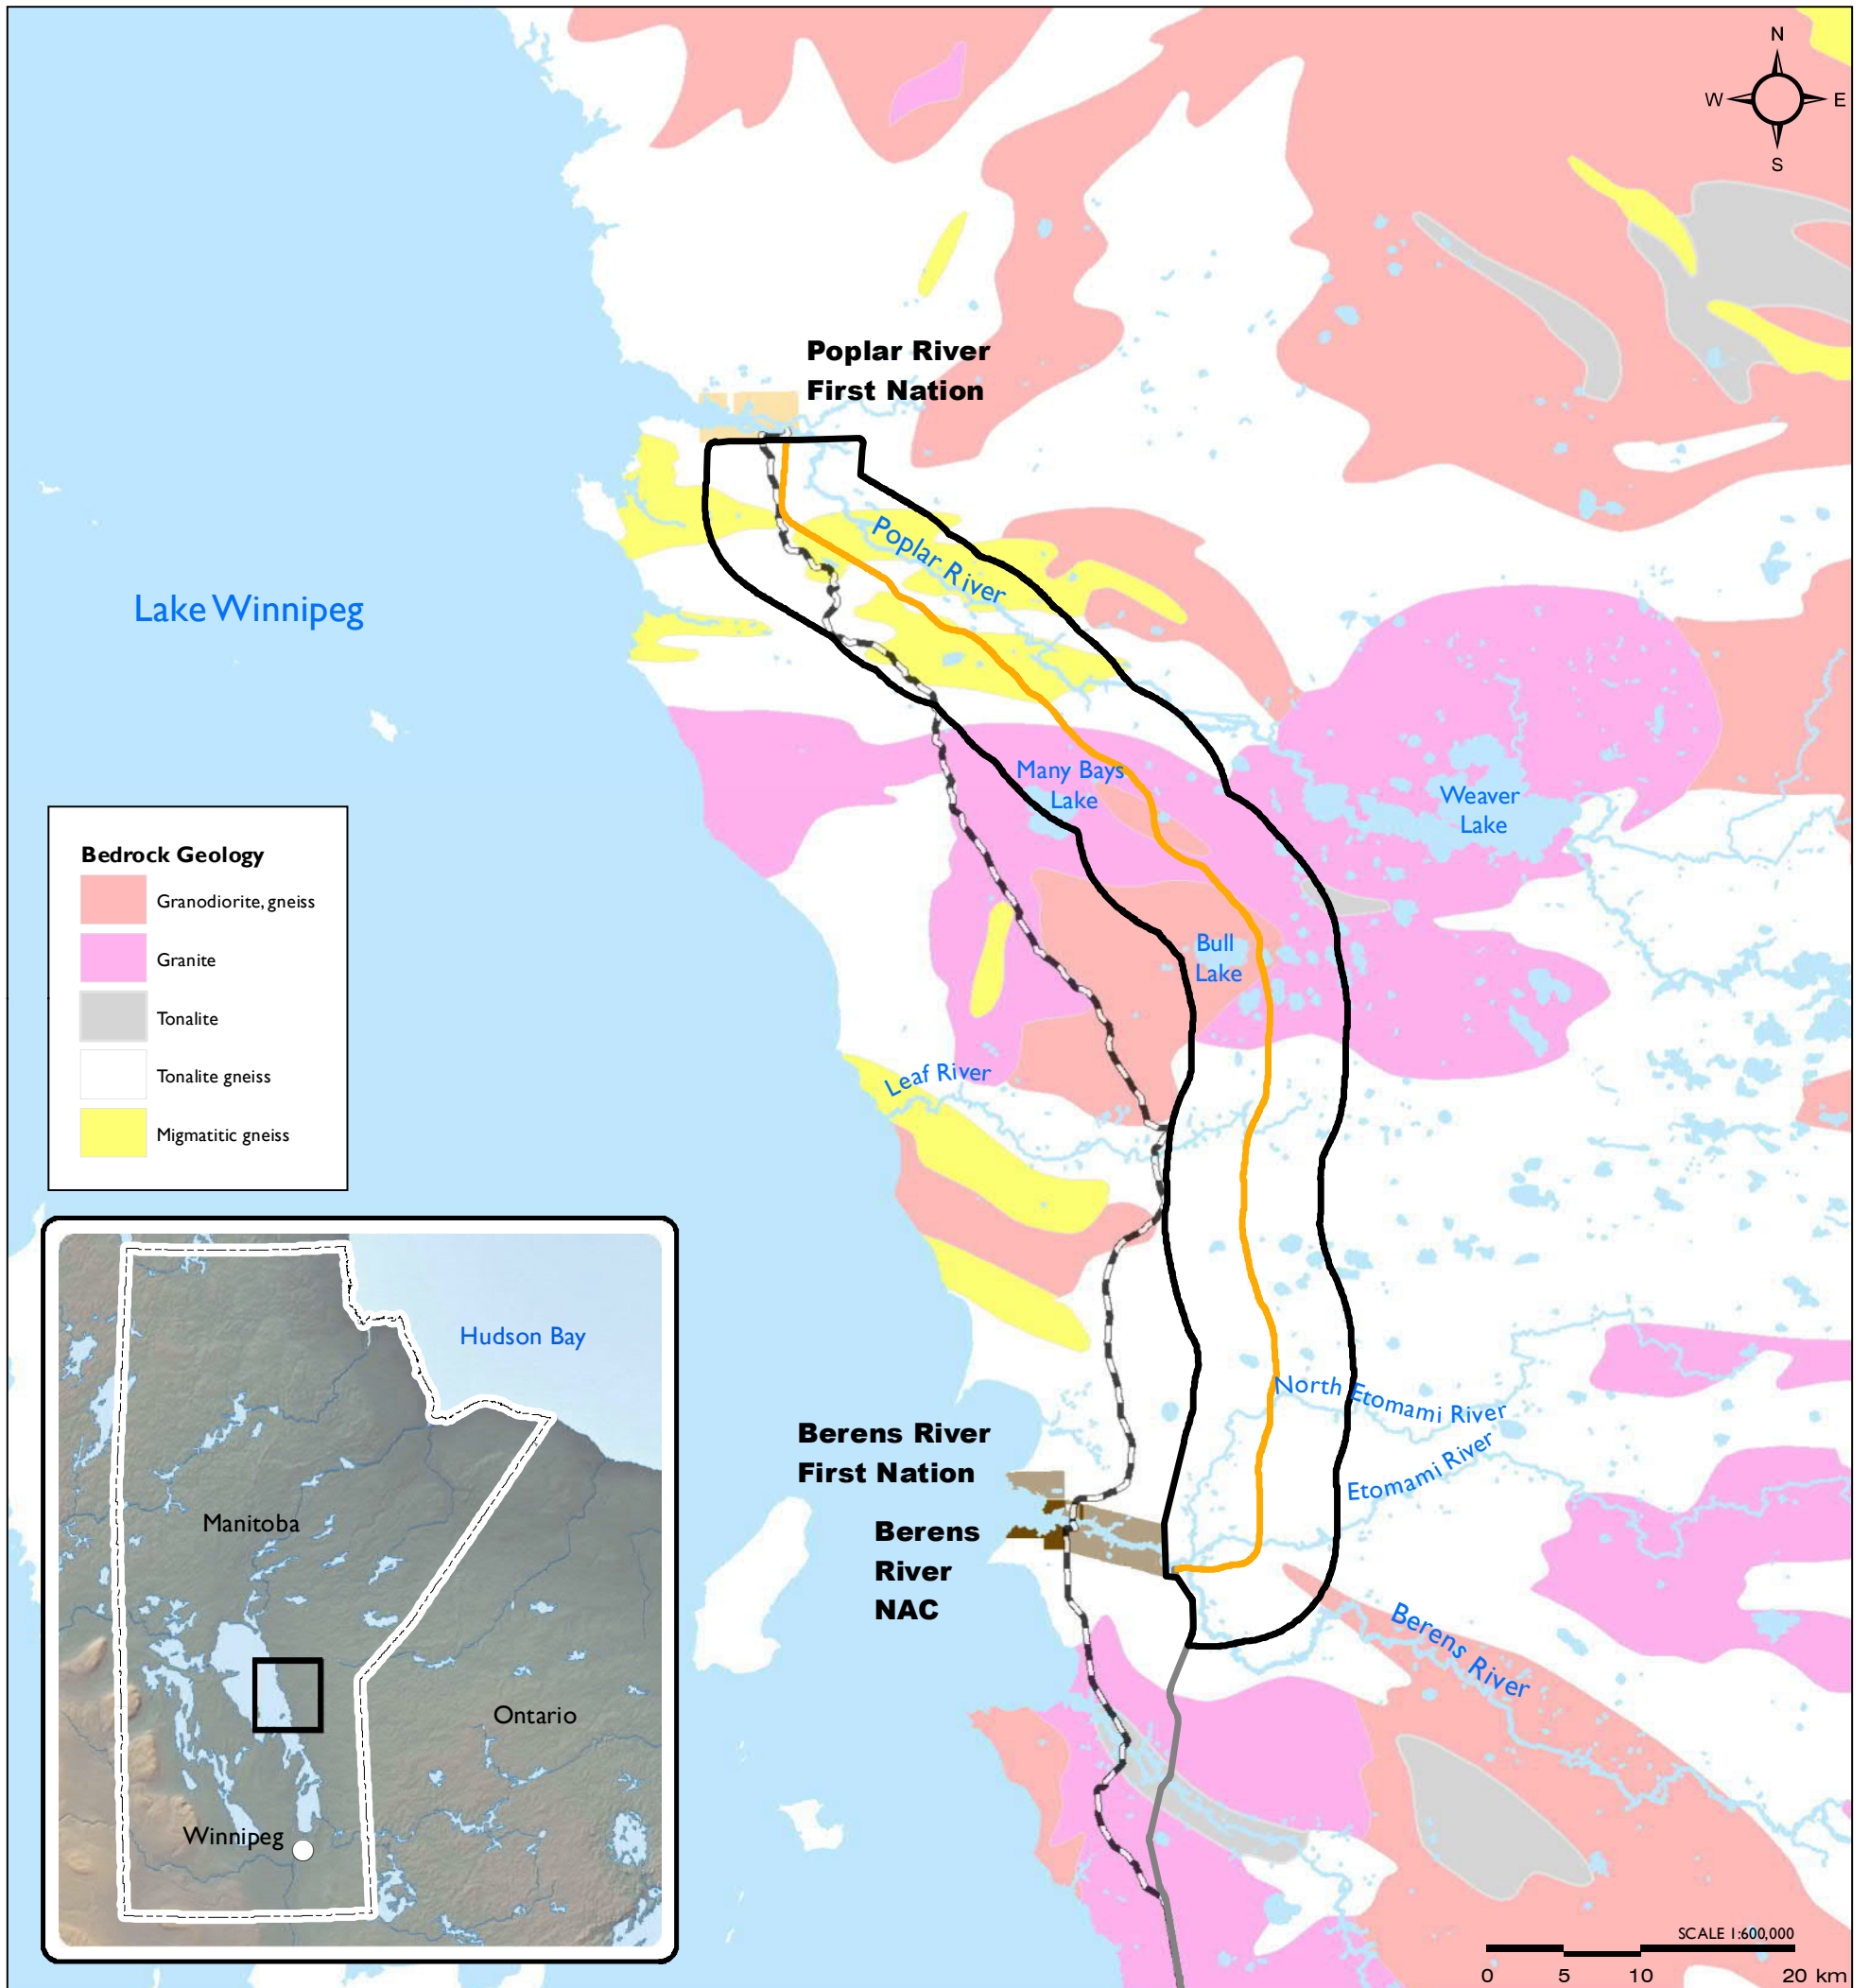 N
W
E
S
Poplar River
First Nation
Poplar River
Lake Winnipeg
Many Bays
Lake
Weaver
Lake
Bedrock Geology
Granodiorite, gneiss
Granite
Tonalite
Tonalite gneiss
Migmatitic gneiss
Bull
Lake
Leaf River
Hudson Bay
North Etomami River
Berens River
First Nation
Etomami River
Manitoba
Berens
River
NAC
Berens River
Ontario
Winnipeg
SCALE 1:600,000
0 5 10 20 km